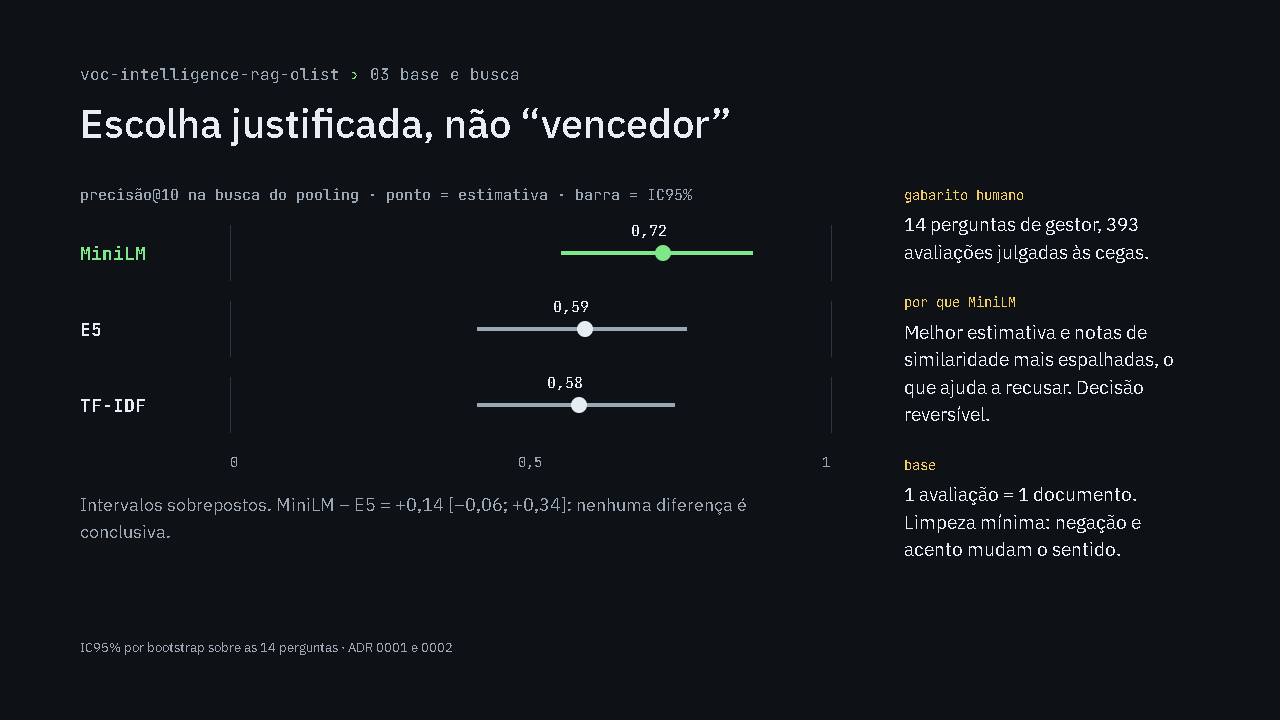 voc-intelligence-rag-olist › 03 base e busca
Escolha justificada, não “vencedor”
precisão@10 na busca do pooling · ponto = estimativa · barra = IC95%
MiniLM
0,72
E5
0,59
TF-IDF
0,58
0 0,5 1
Intervalos sobrepostos. MiniLM − E5 = +0,14 [−0,06; +0,34]: nenhuma diferença é
conclusiva.
gabarito humano
14 perguntas de gestor, 393
avaliações julgadas às cegas.
por que MiniLM
Melhor estimativa e notas de
similaridade mais espalhadas, o
que ajuda a recusar. Decisão
reversível.
base
1 avaliação = 1 documento.
Limpeza mínima: negação e
acento mudam o sentido.
IC95% por bootstrap sobre as 14 perguntas · ADR 0001 e 0002